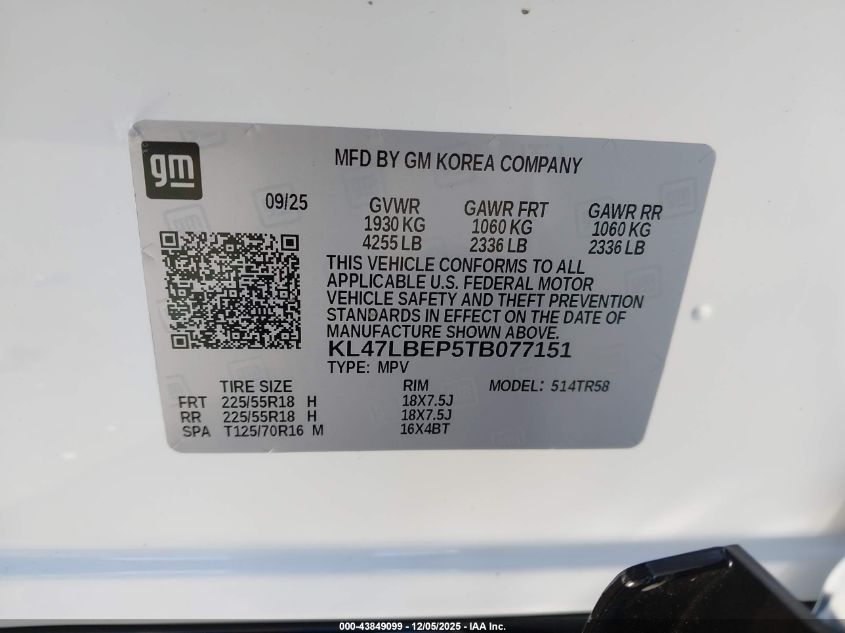 gm
MFD BY GM KOREA COMPANY
09/25 GVWR GAWR FRT GAWR RR
1930 KG 1060 KG 1060 KG
4255 LB 2336 LB 2336 LB
THIS VEHICLE CONFORMS TO ALL
APPLICABLE U.S. FEDERAL MOTOR
VEHICLE SAFETY AND THEFT PREVENTION
STANDARDS IN EFFECT ON THE DATE OF
MANUFACTURE SHOWN ABOVE.
KL47LBEP5TB077151
TYPE: MPV
TIRE SIZE RIM MODEL: 514TR58
FRT 225/55R18 H 18X7.5J
RR 225/55R18 H 18X7.5J
SPA T125/70R16 M 16X4BT
000-43849099 - 12/05/2025 - IAA Inc.